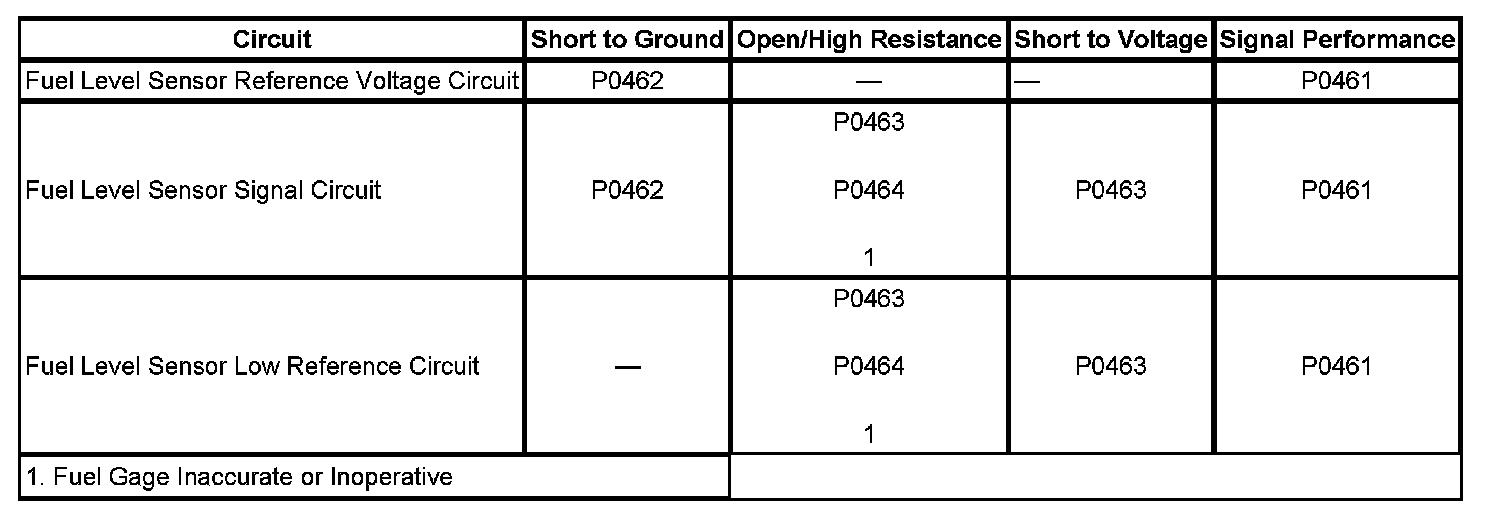 Circuit Short to Ground Open/High Resistance Short to Voltage Signal Performance
Fuel Level Sensor Reference Voltage Circuit P0462 — — P0461
P0463
Fuel Level Sensor Signal Circuit P0462 P0464 P0463 P0461
1
P0463
Fuel Level Sensor Low Reference Circuit — P0464 P0463 P0461
1
1. Fuel Gage Inaccurate or Inoperative